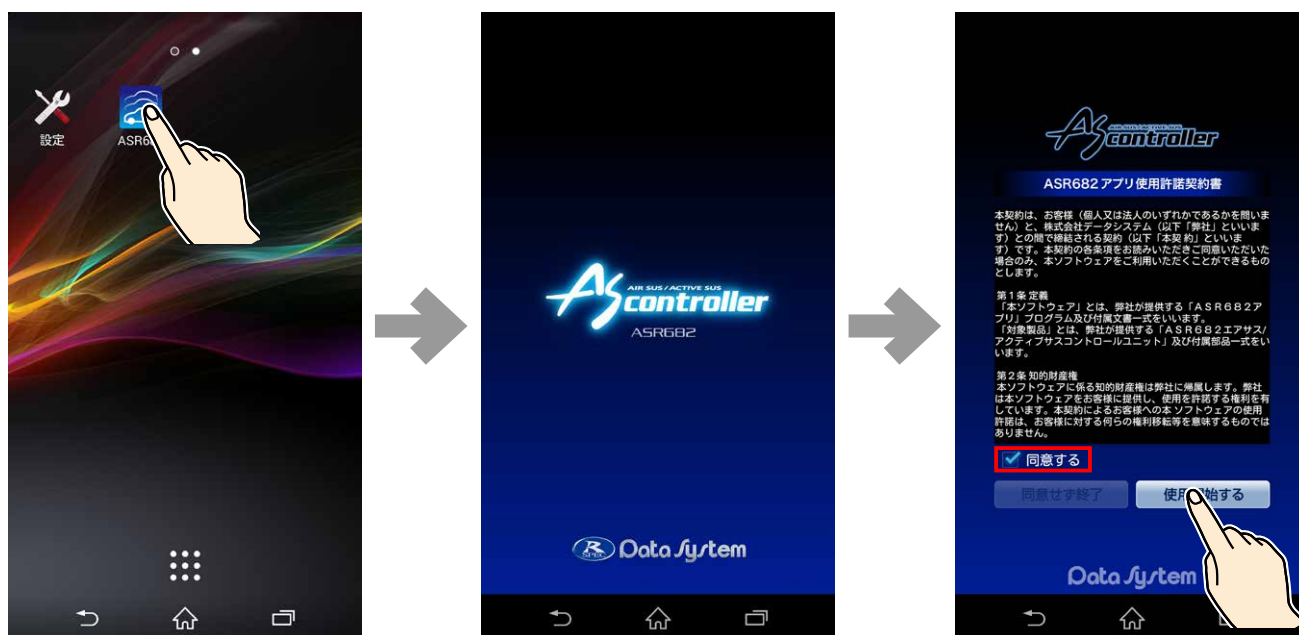 設定
ASR68
AIR SUS / ACTIVE SUS
AS controller
ASR682
R SPEC Data System
AS controller
AIR SUS / ACTIVE SUS
ASR682 アプリ使用許諾契約書
本契約は、お客様（個人又は法人のいずれかであるかを問いま
せん）と、株式会社データシステム（以下「弊社」といいま
す）との間で締結される契約（以下「本契 約」といいま
す）です。本契約の各条項をお読みいただきご同意いただいた
場合のみ、本ソフトウェアをご利用いただくことができるもの
とします。
第１条 定義
「本ソフトウェア」とは、弊社が提供する「ＡＳＲ６８２ア
プリ」プログラム及び付属文書一式をいいます。
「対象製品」とは、弊社が提供する「ＡＳＲ６８２エアサス/
アクティブサスコントロールユニット」及び付属部品一式をい
います。
第２条 知的財産権
本ソフトウェアに係る知的財産権は弊社に帰属します。弊社
は本ソフトウェアをお客様に提供し、使用を許諾する権利を有
しています。本契約によるお客様への本 ソフトウェアの使用
許諾は、お客様に対する何らの権利移転等を意味するものでは
ありません。
同意する
同意せず終了 使用開始する
Data System